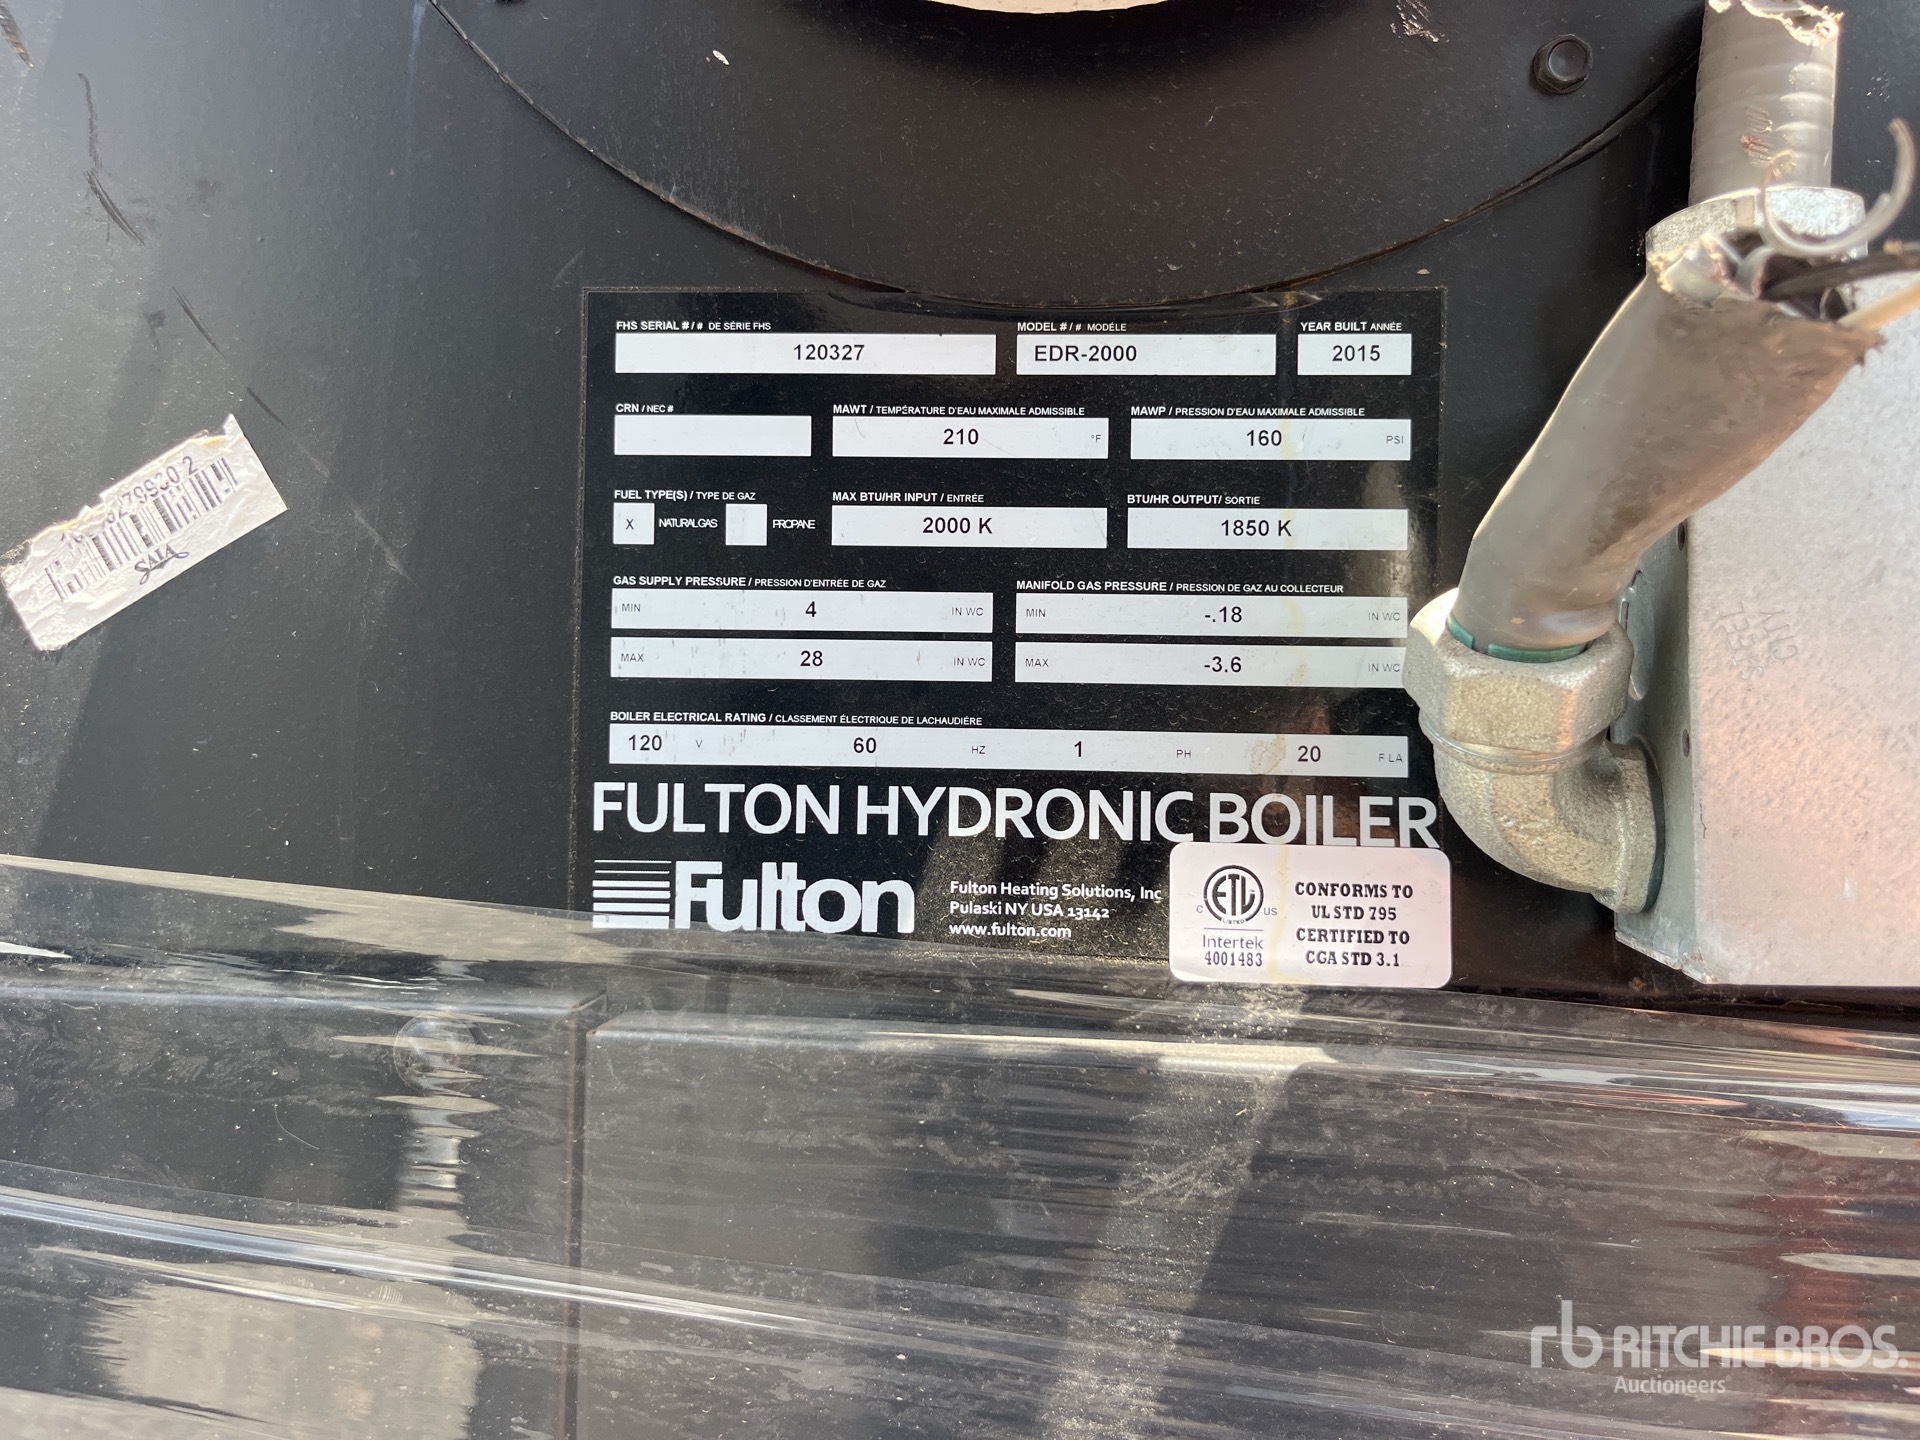 FHS SERIAL # / # DE SÉRIE FHS
120327
MODEL # / # MODÉLE
EDR-2000
YEAR BUILT ANNÉE
2015
CRN / NEC #
MAWT / TEMPÉRATURE D'EAU MAXIMALE ADMISSIBLE
210 °F
MAWP / PRESSION D'EAU MAXIMALE ADMISSIBLE
160 PSI
FUEL TYPE(S) / TYPE DE GAZ
X NATURAL GAS PROPANE
MAX BTU/HR INPUT / ENTRÉE
2000 K
BTU/HR OUTPUT/ SORTIE
1850 K
GAS SUPPLY PRESSURE / PRESSION D'ENTRÉE DE GAZ
MIN 4 IN WC
MAX 28 IN WC
MANIFOLD GAS PRESSURE / PRESSION DE GAZ AU COLLECTEUR
MIN -.18 IN WC
MAX -3.6 IN WC
BOILER ELECTRICAL RATING / CLASSEMENT ÉLECTRIQUE DE LACHAUDIÉRE
120 V 60 HZ 1 PH 20 FLA
FULTON HYDRONIC BOILER
Fulton
Fulton Heating Solutions, Inc
Pulaski NY USA 13142
www.fulton.com
ETL
LISTED
C US
Intertek
4001483
CONFORMS TO
UL STD 795
CERTIFIED TO
CGA STD 3.1
SAIA
rb RITCHIE BROS.
Auctioneers